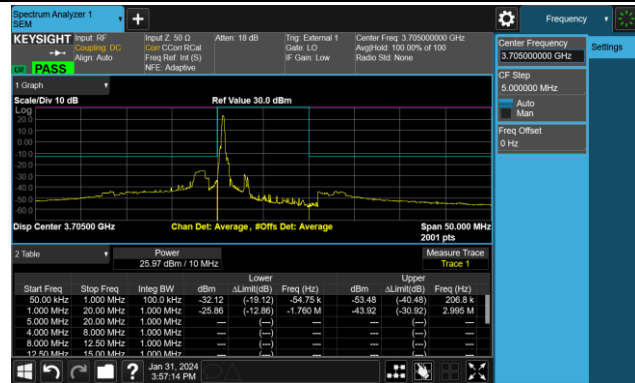 Spectrum Analyzer 1
SEM
Frequency
KEYSIGHT
Input: RF
Coupling: DC
Align: Auto
Input Z: 50 Ω
Corr CCorr RCal
Freq Ref: Int (S)
NFE: Adaptive
Atten: 18 dB
Trig: External 1
Gate: LO
IF Gain: Low
Center Freq: 3.705000000 GHz
Avg|Hold: 100.00% of 100
Radio Std: None
PASS
Center Frequency
3.705000000 GHz
Settings
CF Step
5.000000 MHz
Auto
Man
Freq Offset
0 Hz
1 Graph
Scale/Div 10 dB
Ref Value 30.0 dBm
Log
20.0
10.0
0.00
-10.0
-20.0
-30.0
-40.0
-50.0
-60.0
Disp Center 3.70500 GHz
Chan Det: Average, #Offs Det: Average
Span 50.000 MHz
2001 pts
2 Table
Power
25.97 dBm / 10 MHz
Measure Trace
Trace 1
Lower Upper
Start Freq Stop Freq Integ BW dBm ΔLimit(dB) Freq (Hz) dBm ΔLimit(dB) Freq (Hz)
50.00 kHz 1.000 MHz 100.0 kHz -32.12 (-19.12) -54.75 k -53.48 (-40.48) 206.8 k
1.000 MHz 20.00 MHz 1.000 MHz -25.86 (-12.86) -1.760 M -43.92 (-30.92) 2.995 M
5.000 MHz 20.00 MHz 1.000 MHz --- (---) --- --- (---) ---
4.000 MHz 8.000 MHz 1.000 MHz --- (---) --- --- (---) ---
8.000 MHz 12.50 MHz 1.000 MHz --- (---) --- --- (---) ---
12.50 MHz 15.00 MHz 1.000 MHz --- (---) --- --- (---) ---
Jan 31, 2024
3:57:14 PM